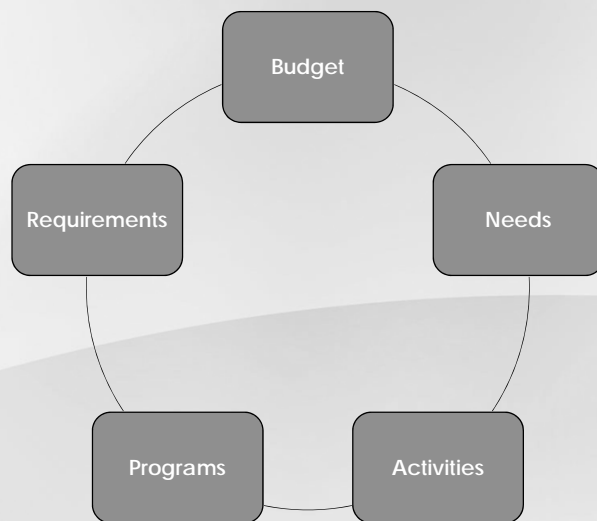 Budget
Requirements
Needs
Programs
Activities